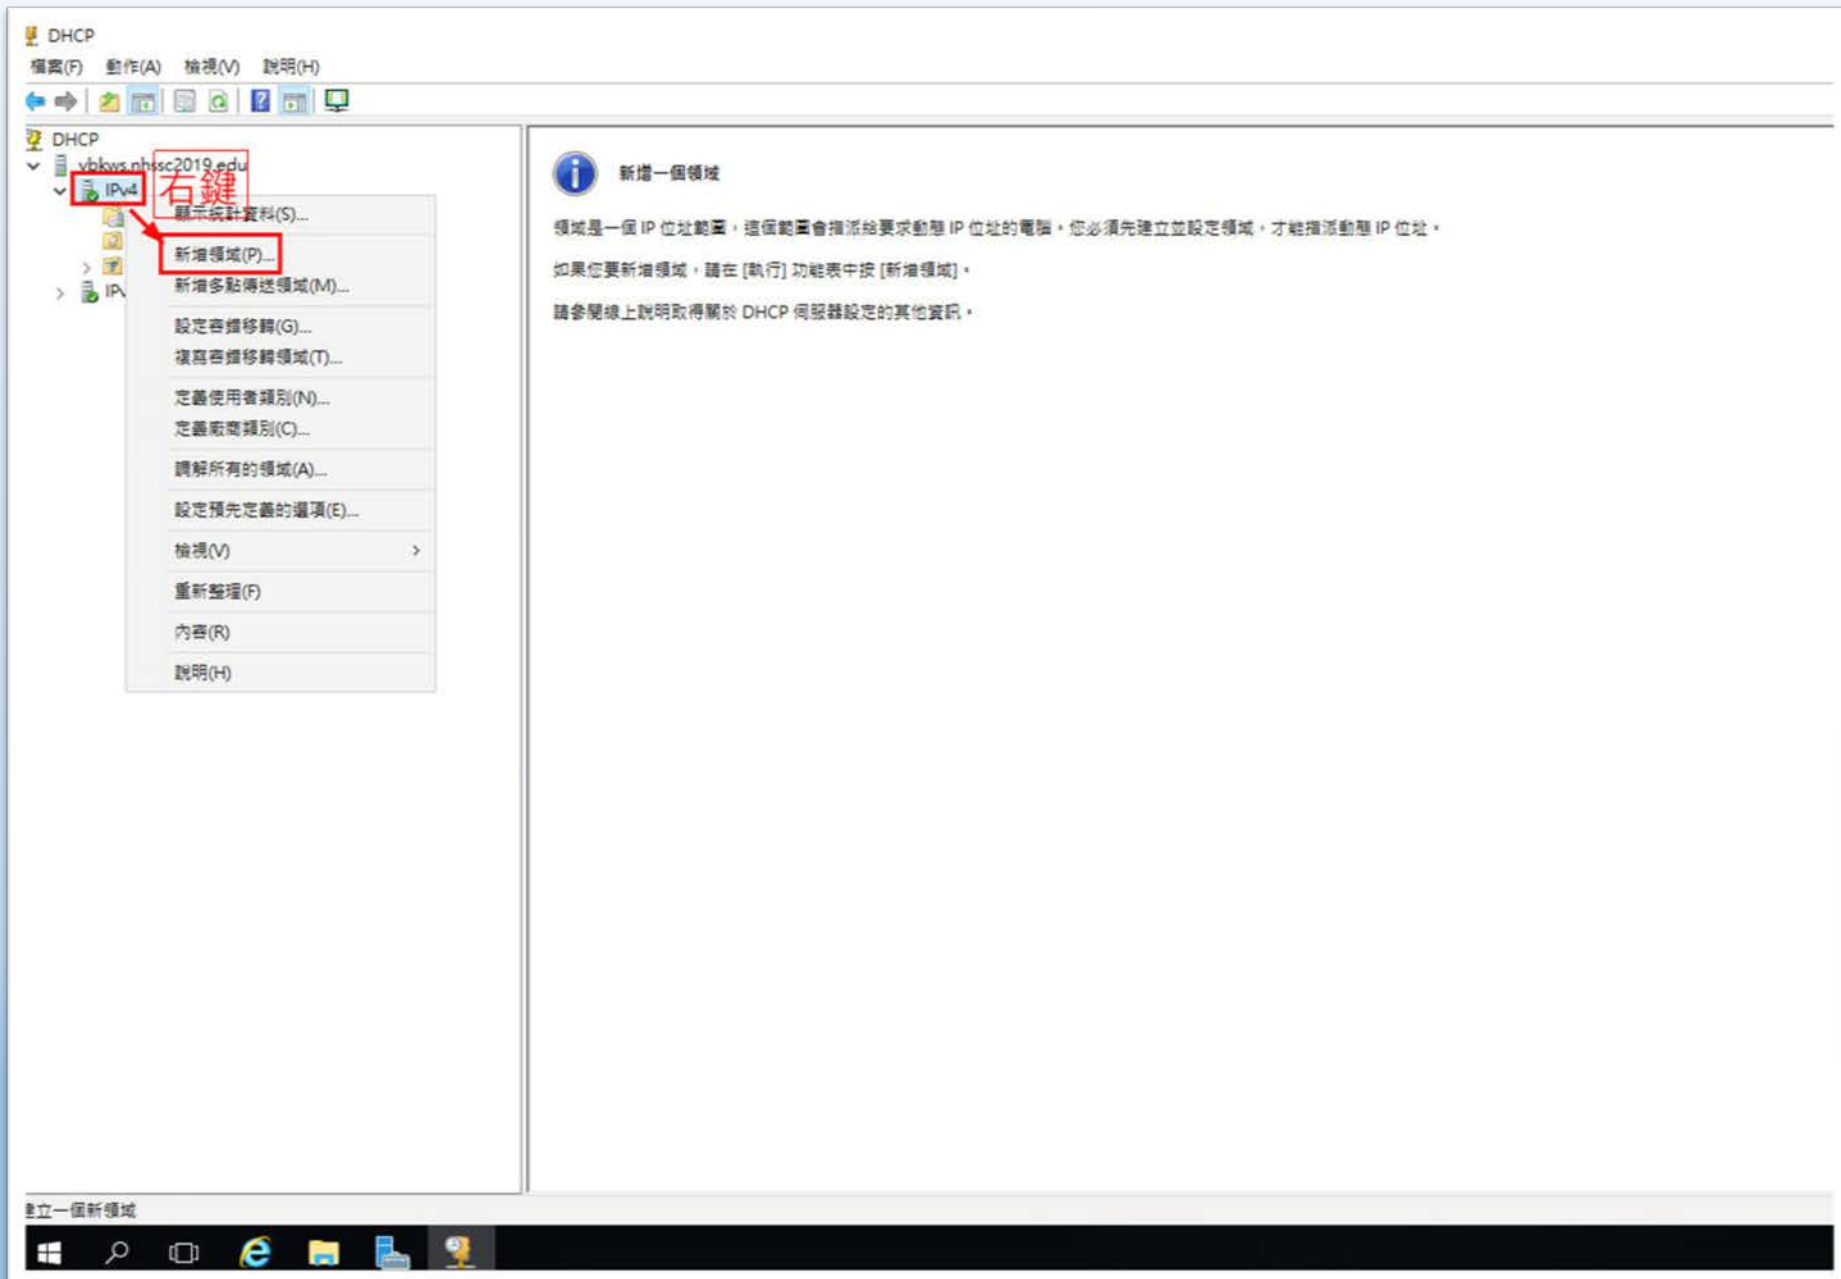 DHCP
檔案(F) 動作(A) 檢視(V) 說明(H)
DHCP
vbkws.nhssc2019.edu
IPv4
右鍵
顯示統計資料(S)...
新增領域(P)...
新增多點傳送領域(M)...
IPv
設定容錯移轉(G)...
複寫容錯移轉領域(T)...
定義使用者類別(N)...
定義廠商類別(C)...
調解所有的領域(A)...
設定預先定義的選項(E)...
檢視(V)
重新整理(F)
內容(R)
說明(H)
新增一個領域
領域是一個 IP 位址範圍，這個範圍會指派給要求動態 IP 位址的電腦。您必須先建立並設定領域，才能指派動態 IP 位址。
如果您要新增領域，請在 [執行] 功能表中按 [新增領域]。
請參閱線上說明取得關於 DHCP 伺服器設定的其他資訊。
建立一個新領域